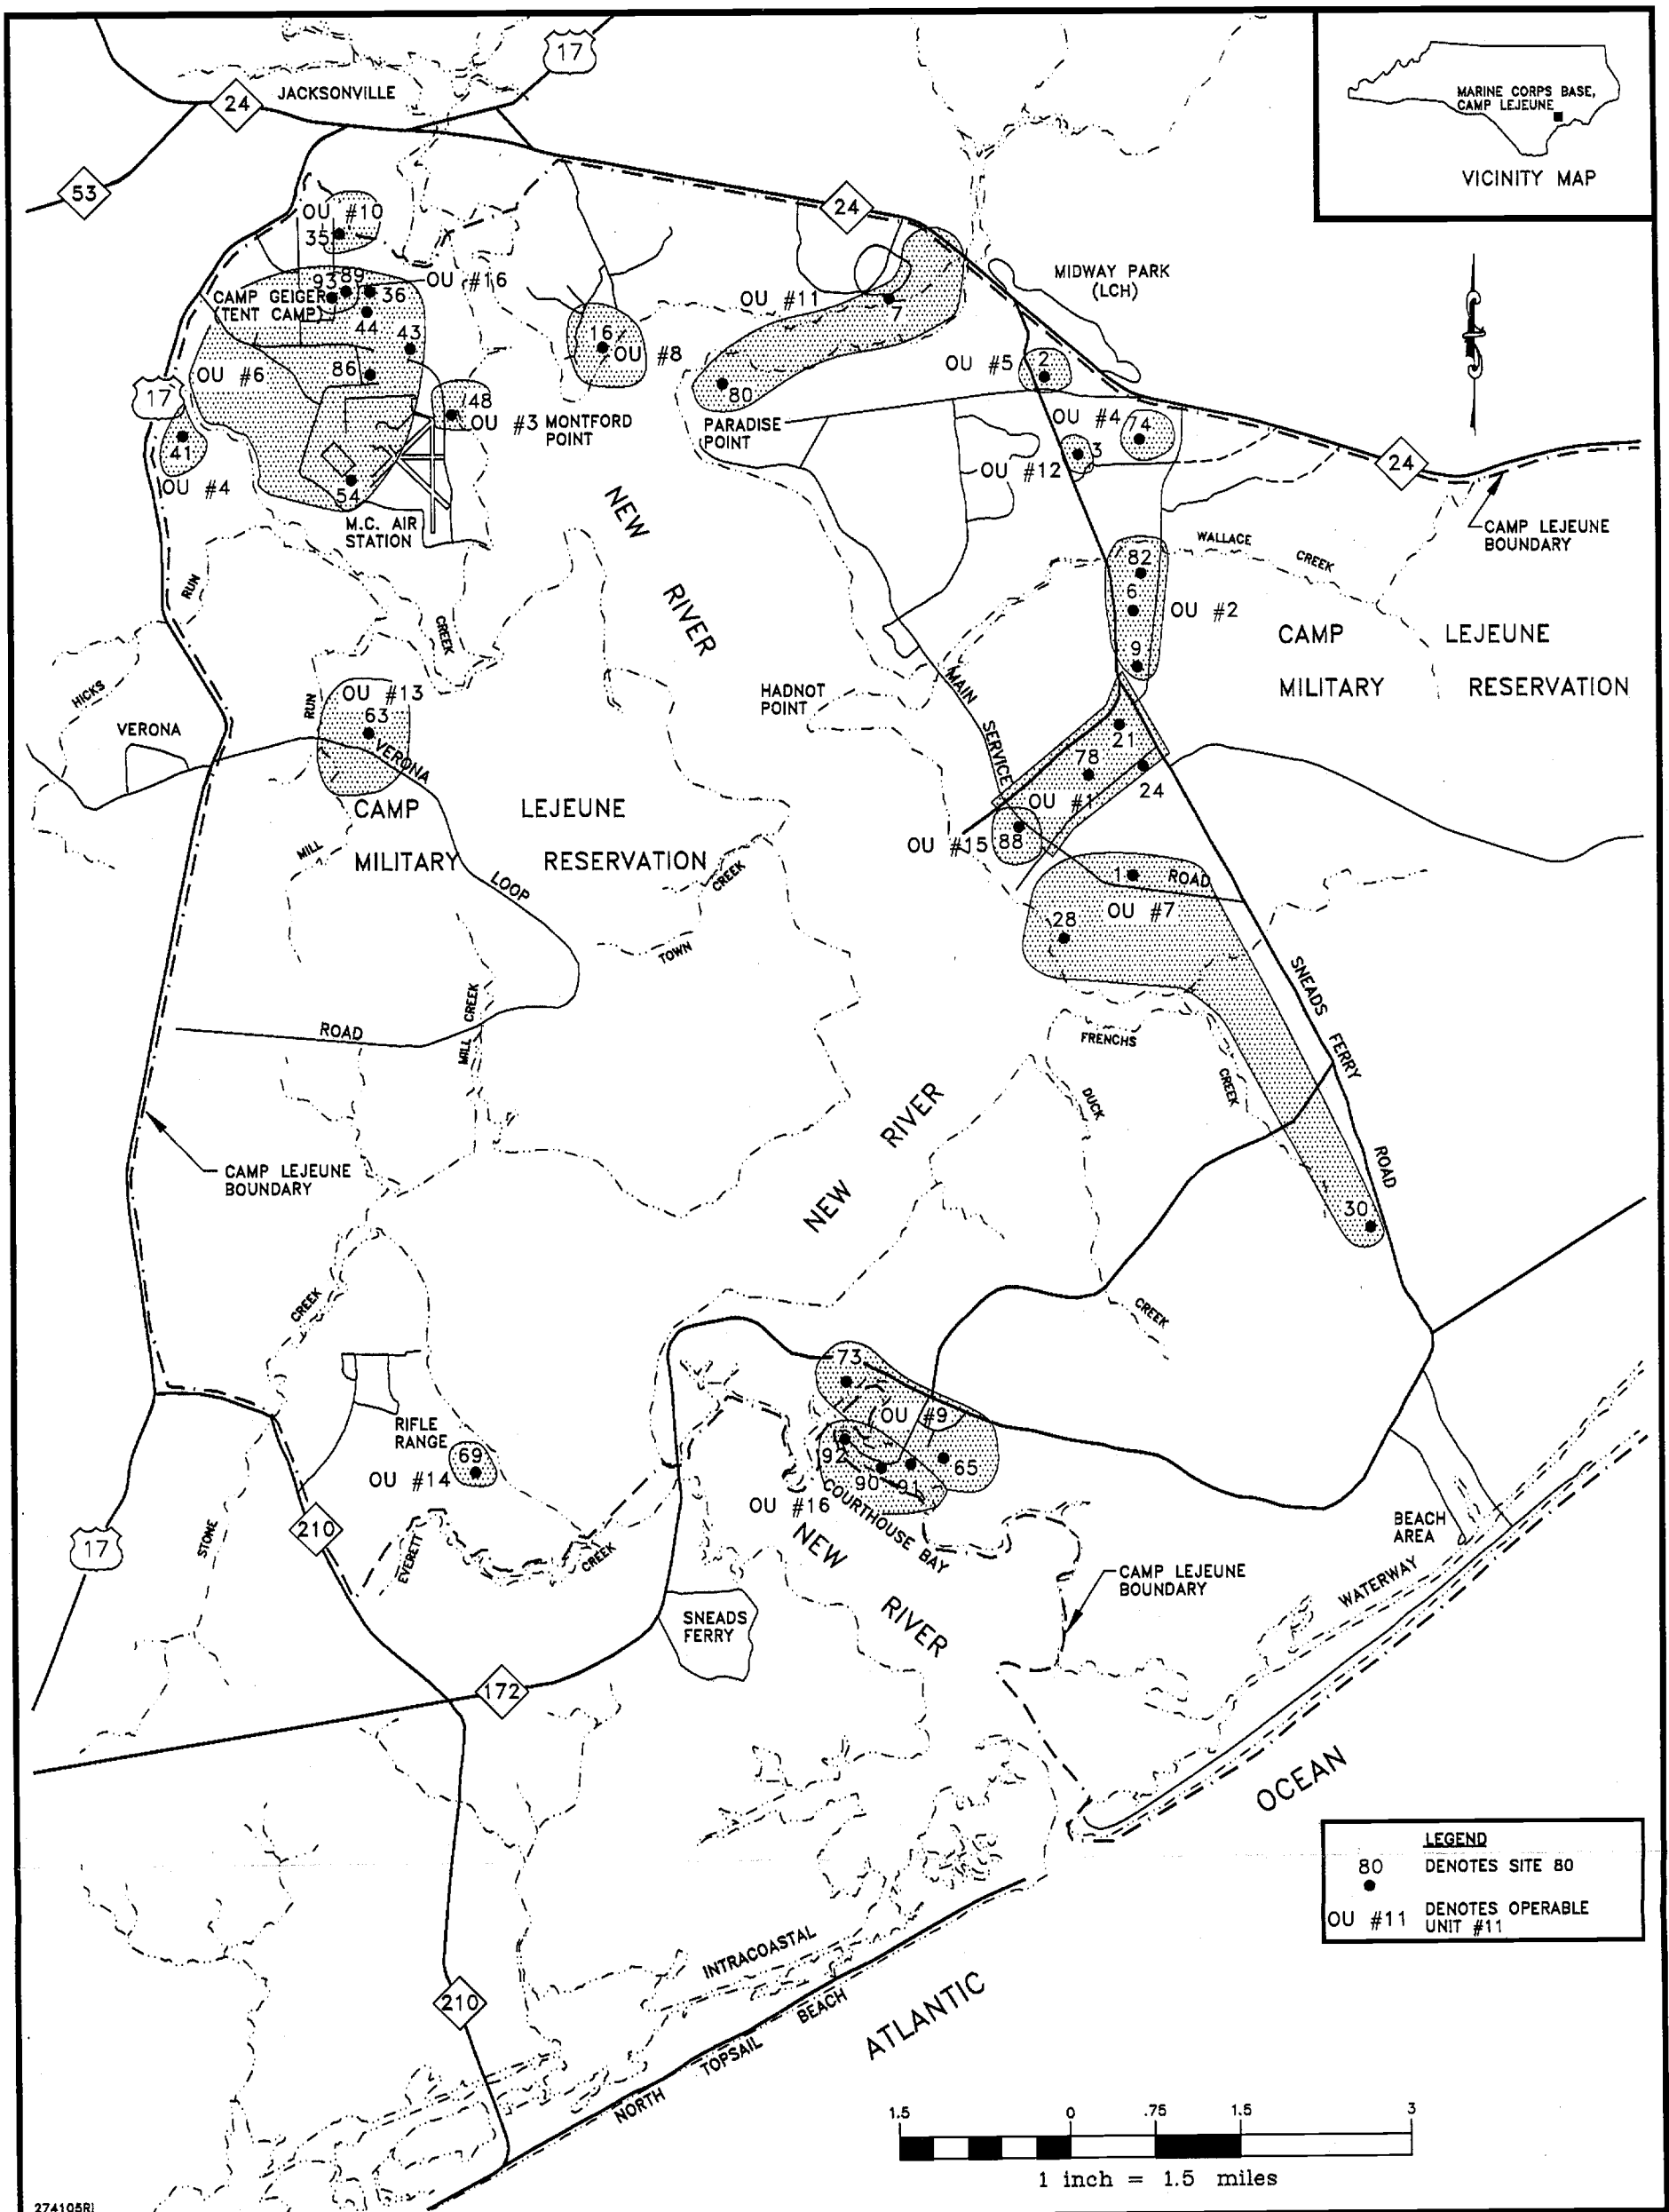 17
JACKSONVILLE
24
53
MARINE CORPS BASE,
CAMP LEJEUNE
VICINITY MAP
24
OU #10
35
OU #16
93
89
36
CAMP GEIGER
(TENT CAMP)
44
43
86
OU #6
17
41
OU #4
48
OU #3
MONTFORD
POINT
54
M.C. AIR
STATION
16
OU #8
OU #11
7
80
PARADISE
POINT
MIDWAY PARK
(LCH)
OU #5
2
OU #4
74
3
OU #12
24
CAMP LEJEUNE
BOUNDARY
NEW
RIVER
WALLACE
CREEK
82
6
OU #2
9
CAMP LEJEUNE
MILITARY RESERVATION
RUN
HICKS
CREEK
VERONA
RUN
OU #13
63
VERONA
HADNOT
POINT
MAIN
SERVICE
21
78
24
OU #1
OU #15
88
CAMP LEJEUNE
MILITARY RESERVATION
MILL
LOOP
CREEK
TOWN
1
ROAD
OU #7
28
SNEADS
FERRY
ROAD
ROAD
MILL CREEK
FRENCHS
CREEK
DUCK
CREEK
NEW RIVER
30
CAMP LEJEUNE
BOUNDARY
CREEK
STONE
RIFLE
RANGE
69
OU #14
210
17
EVERETT
CREEK
73
OU #9
92
90
91
65
OU #16
COURTHOUSE BAY
NEW
RIVER
SNEADS
FERRY
CAMP LEJEUNE
BOUNDARY
BEACH
AREA
WATERWAY
172
OCEAN
ATLANTIC
INTRACOASTAL
210
NORTH TOPSAIL BEACH
LEGEND
80 DENOTES SITE 80
OU #11 DENOTES OPERABLE
UNIT #11
1.5 0 .75 1.5 3
1 inch = 1.5 miles
274105RI